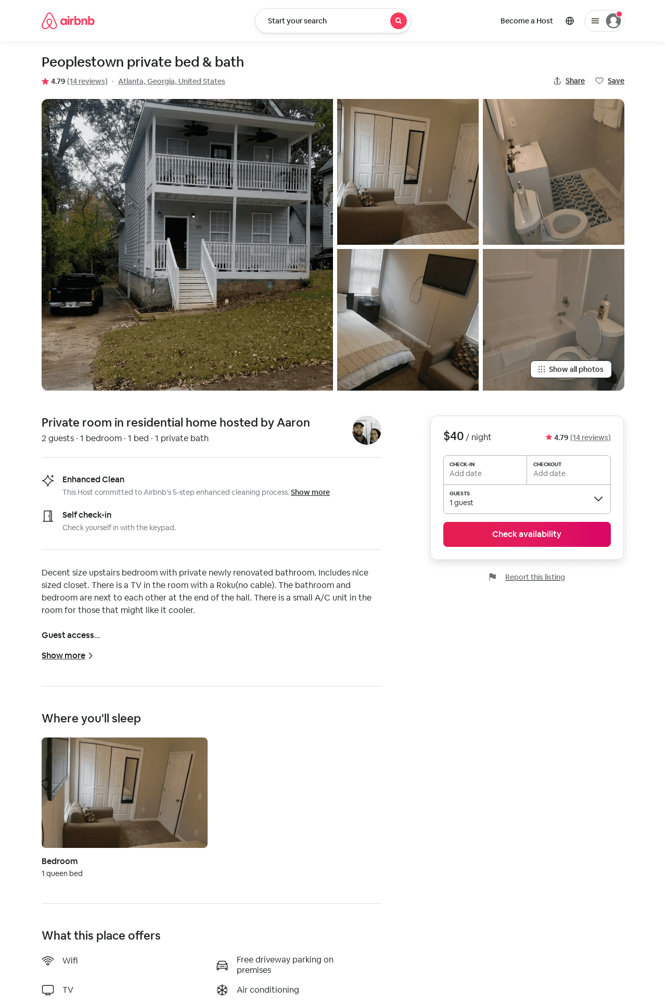 airbnb
Start your search
Become a Host
Peoplestown private bed & bath
4.79 (14 reviews) · Atlanta, Georgia, United States
Share
Save
Show all photos
Private room in residential home hosted by Aaron
2 guests · 1 bedroom · 1 bed · 1 private bath
$40 / night
4.79 (14 reviews)
CHECK-IN
Add date
CHECKOUT
Add date
GUESTS
1 guest
Check availability
Report this listing
Enhanced Clean
This Host committed to Airbnb's 5-step enhanced cleaning process. Show more
Self check-in
Check yourself in with the keypad.
Decent size upstairs bedroom with private newly renovated bathroom. Includes nice
sized closet. There is a TV in the room with a Roku(no cable). The bathroom and
bedroom are next to each other at the end of the hall. There is a small A/C unit in the
room for those that might like it cooler.
Guest access...
Show more
Where you'll sleep
Bedroom
1 queen bed
What this place offers
Wifi
Free driveway parking on
premises
TV
Air conditioning